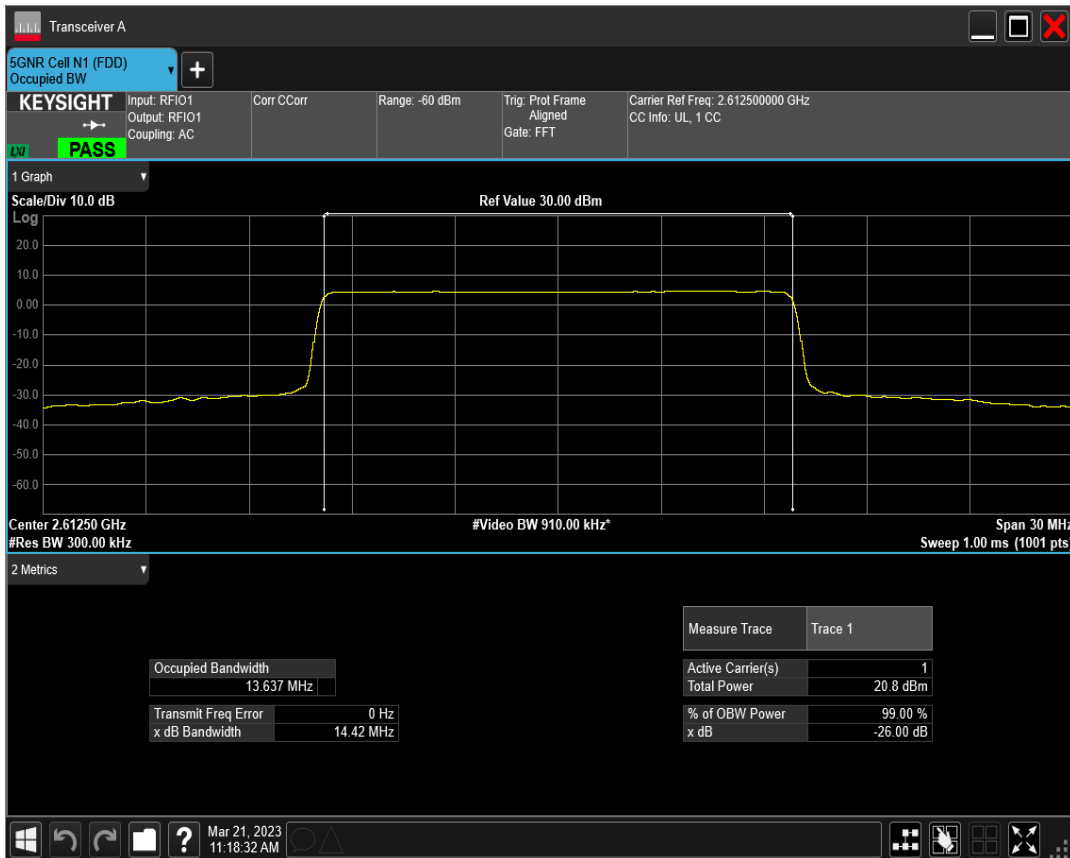 Transceiver A
5GNR Cell N1 (FDD)
Occupied BW
+
KEYSIGHT
LXI
PASS
Input: RFIO1
Output: RFIO1
Coupling: AC
Corr CCorr
Range: -60 dBm
Trig: Prot Frame
Aligned
Gate: FFT
Carrier Ref Freq: 2.612500000 GHz
CC Info: UL, 1 CC
1 Graph
Scale/Div 10.0 dB
Ref Value 30.00 dBm
Log
20.0
10.0
0.00
-10.0
-20.0
-30.0
-40.0
-50.0
-60.0
Center 2.61250 GHz
#Video BW 910.00 kHz*
Span 30 MHz
#Res BW 300.00 kHz
Sweep 1.00 ms (1001 pts)
2 Metrics
Measure Trace Trace 1
Occupied Bandwidth
13.637 MHz
Active Carrier(s) 1
Total Power 20.8 dBm
Transmit Freq Error 0 Hz
x dB Bandwidth 14.42 MHz
% of OBW Power 99.00 %
x dB -26.00 dB
?
Mar 21, 2023
11:18:32 AM